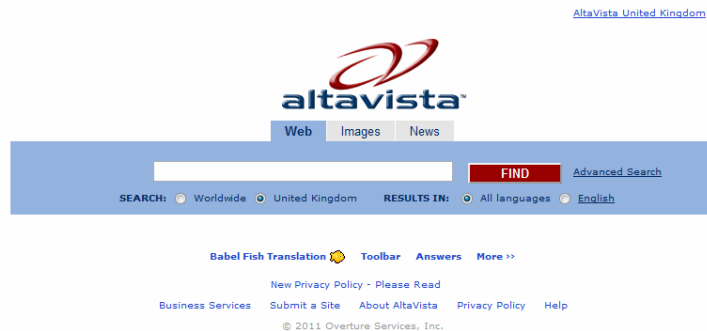 AltaVista United Kingdom
altavista™
Web Images News
FIND Advanced Search
SEARCH: Worldwide United Kingdom RESULTS IN: All languages English
Babel Fish Translation Toolbar Answers More >>
New Privacy Policy - Please Read
Business Services Submit a Site About AltaVista Privacy Policy Help
© 2011 Overture Services, Inc.